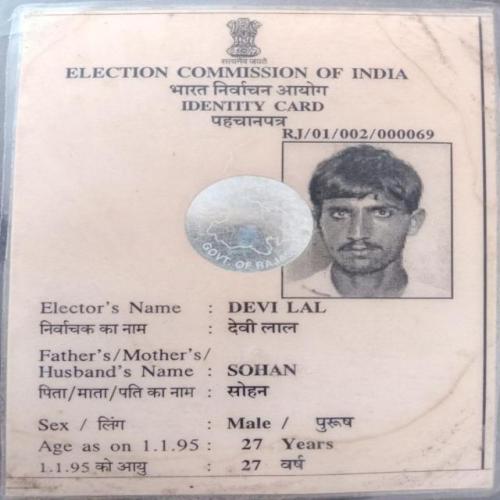 सत्यमेव जयते
ELECTION COMMISSION OF INDIA
भारत निर्वाचन आयोग
IDENTITY CARD
पहचानपत्र
RJ/01/002/000069
GOVT. OF RAJ
Elector's Name : DEVI LAL
निर्वाचक का नाम : देवी लाल
Father's/Mother's/
Husband's Name : SOHAN
पिता/माता/पति का नाम : सोहन
Sex / लिंग : Male / पुरूष
Age as on 1.1.95 : 27 Years
1.1.95 को आयु : 27 वर्ष